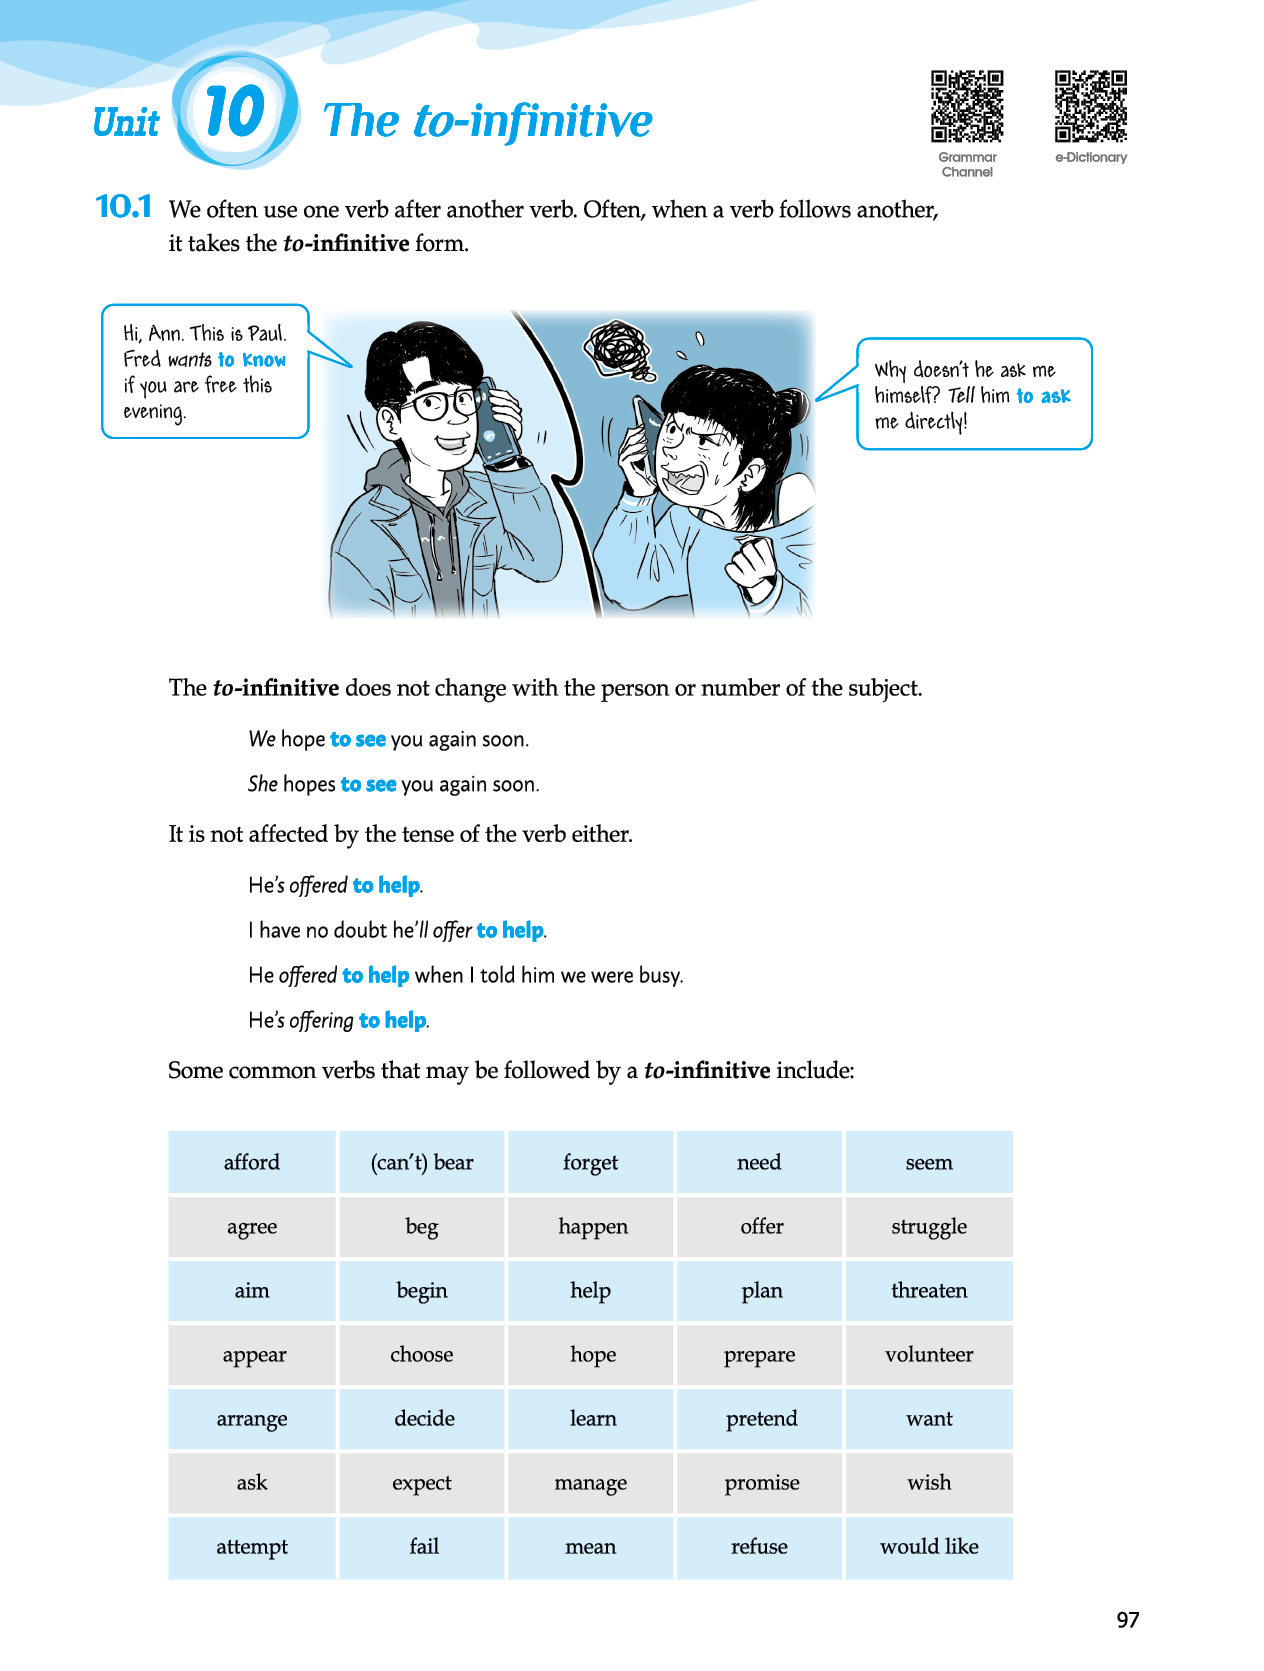 Unit 10 The to-infinitive
Grammar
Channel
e-Dictionary
10.1 We often use one verb after another verb. Often, when a verb follows another,
it takes the to-infinitive form.
Hi, Ann. This is Paul.
Fred wants to know
if you are free this
evening.
Why doesn't he ask me
himself? Tell him to ask
me directly!
The to-infinitive does not change with the person or number of the subject.
We hope to see you again soon.
She hopes to see you again soon.
It is not affected by the tense of the verb either.
He's offered to help.
I have no doubt he'll offer to help.
He offered to help when I told him we were busy.
He's offering to help.
Some common verbs that may be followed by a to-infinitive include:
afford (can't) bear forget need seem
agree beg happen offer struggle
aim begin help plan threaten
appear choose hope prepare volunteer
arrange decide learn pretend want
ask expect manage promise wish
attempt fail mean refuse would like
97